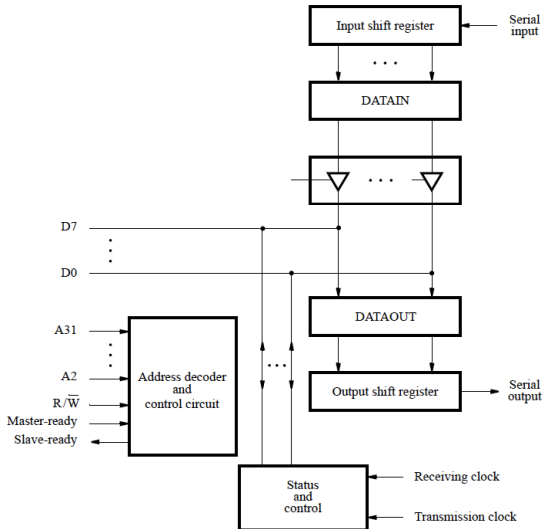 Input shift register
Serial
input
DATAIN
D7
D0
DATAOUT
A31
Address decoder
and
control circuit
A2
R/W̅
Master-ready
Slave-ready
Output shift register
Serial
output
Status
and
control
Receiving clock
Transmission clock